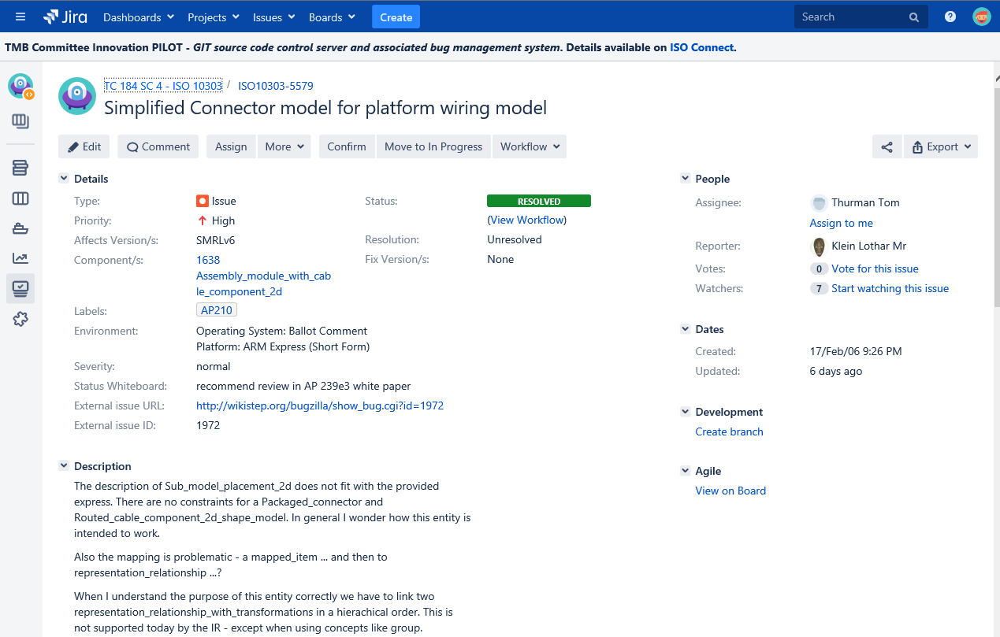 Jira Dashboards Projects Issues Boards Create Search
TMB Committee Innovation PILOT - GIT source code control server and associated bug management system. Details available on ISO Connect.
TC 184 SC 4 - ISO 10303 / ISO10303-5579
Simplified Connector model for platform wiring model
Edit Comment Assign More Confirm Move to In Progress Workflow Export
Details
Type: Issue
Priority: High
Affects Version/s: SMRLv6
Component/s: 1638
Assembly_module_with_cab
le_component_2d
Labels: AP210
Environment: Operating System: Ballot Comment
Platform: ARM Express (Short Form)
Severity: normal
Status Whiteboard: recommend review in AP 239e3 white paper
External issue URL: http://wikistep.org/bugzilla/show_bug.cgi?id=1972
External issue ID: 1972
Status: RESOLVED
(View Workflow)
Resolution: Unresolved
Fix Version/s: None
Description
The description of Sub_model_placement_2d does not fit with the provided
express. There are no constraints for a Packaged_connector and
Routed_cable_component_2d_shape_model. In general I wonder how this entity is
intended to work.
Also the mapping is problematic - a mapped_item ... and then to
representation_relationship ...?
When I understand the purpose of this entity correctly we have to link two
representation_relationship_with_transformations in a hierachical order. This is
not supported today by the IR - except when using concepts like group.
People
Assignee: Thurman Tom
Assign to me
Reporter: Klein Lothar Mr
Votes: 0 Vote for this issue
Watchers: 7 Start watching this issue
Dates
Created: 17/Feb/06 9:26 PM
Updated: 6 days ago
Development
Create branch
Agile
View on Board